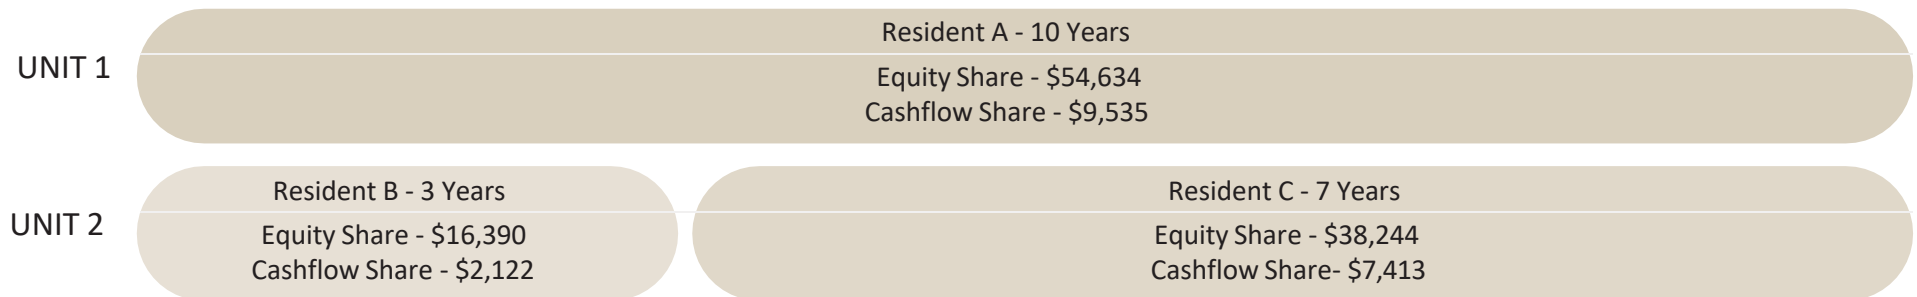 UNIT 1
Resident A - 10 Years
Equity Share - $54,634
Cashflow Share - $9,535
UNIT 2
Resident B - 3 Years
Equity Share - $16,390
Cashflow Share - $2,122
Resident C - 7 Years
Equity Share - $38,244
Cashflow Share- $7,413